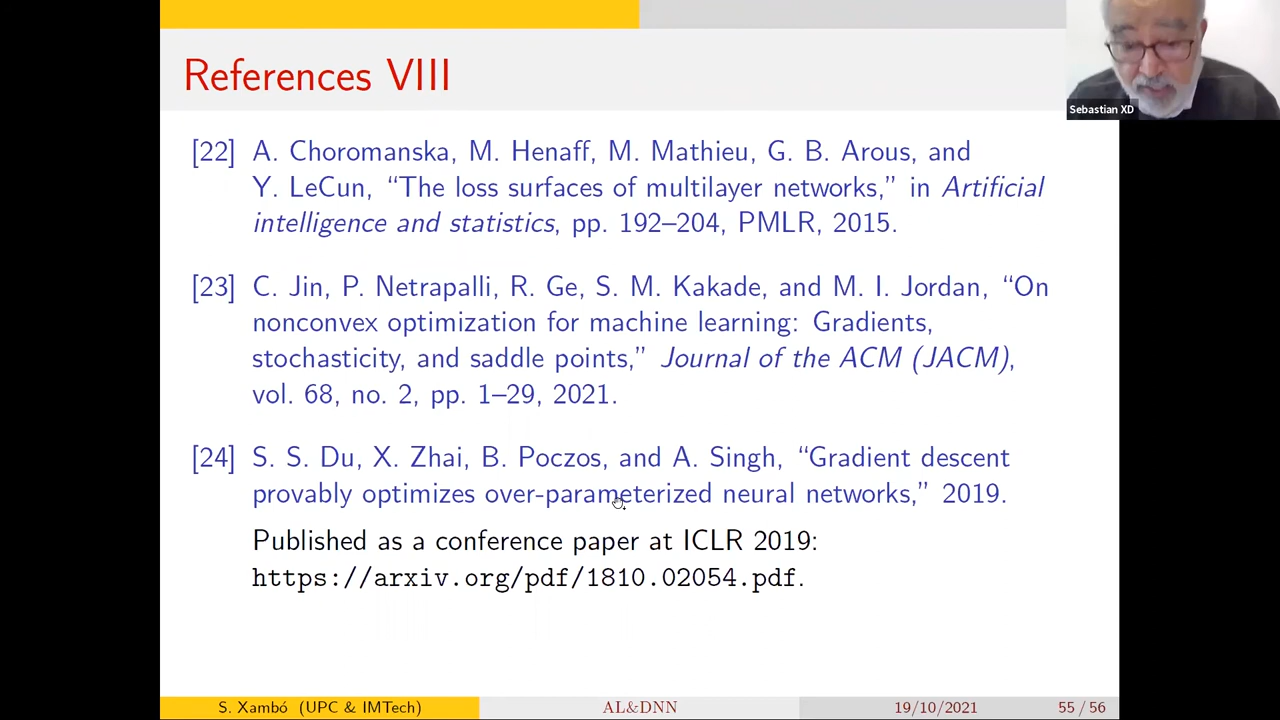 References VIII
Sebastian XD
[22] A. Choromanska, M. Henaff, M. Mathieu, G. B. Arous, and
Y. LeCun, “The loss surfaces of multilayer networks,” in Artificial
intelligence and statistics, pp. 192–204, PMLR, 2015.
[23] C. Jin, P. Netrapalli, R. Ge, S. M. Kakade, and M. I. Jordan, “On
nonconvex optimization for machine learning: Gradients,
stochasticity, and saddle points,” Journal of the ACM (JACM),
vol. 68, no. 2, pp. 1–29, 2021.
[24] S. S. Du, X. Zhai, B. Poczos, and A. Singh, “Gradient descent
provably optimizes over-parameterized neural networks,” 2019.
Published as a conference paper at ICLR 2019:
https://arxiv.org/pdf/1810.02054.pdf.
S. Xambó (UPC & IMTech) AL&DNN 19/10/2021 55 / 56